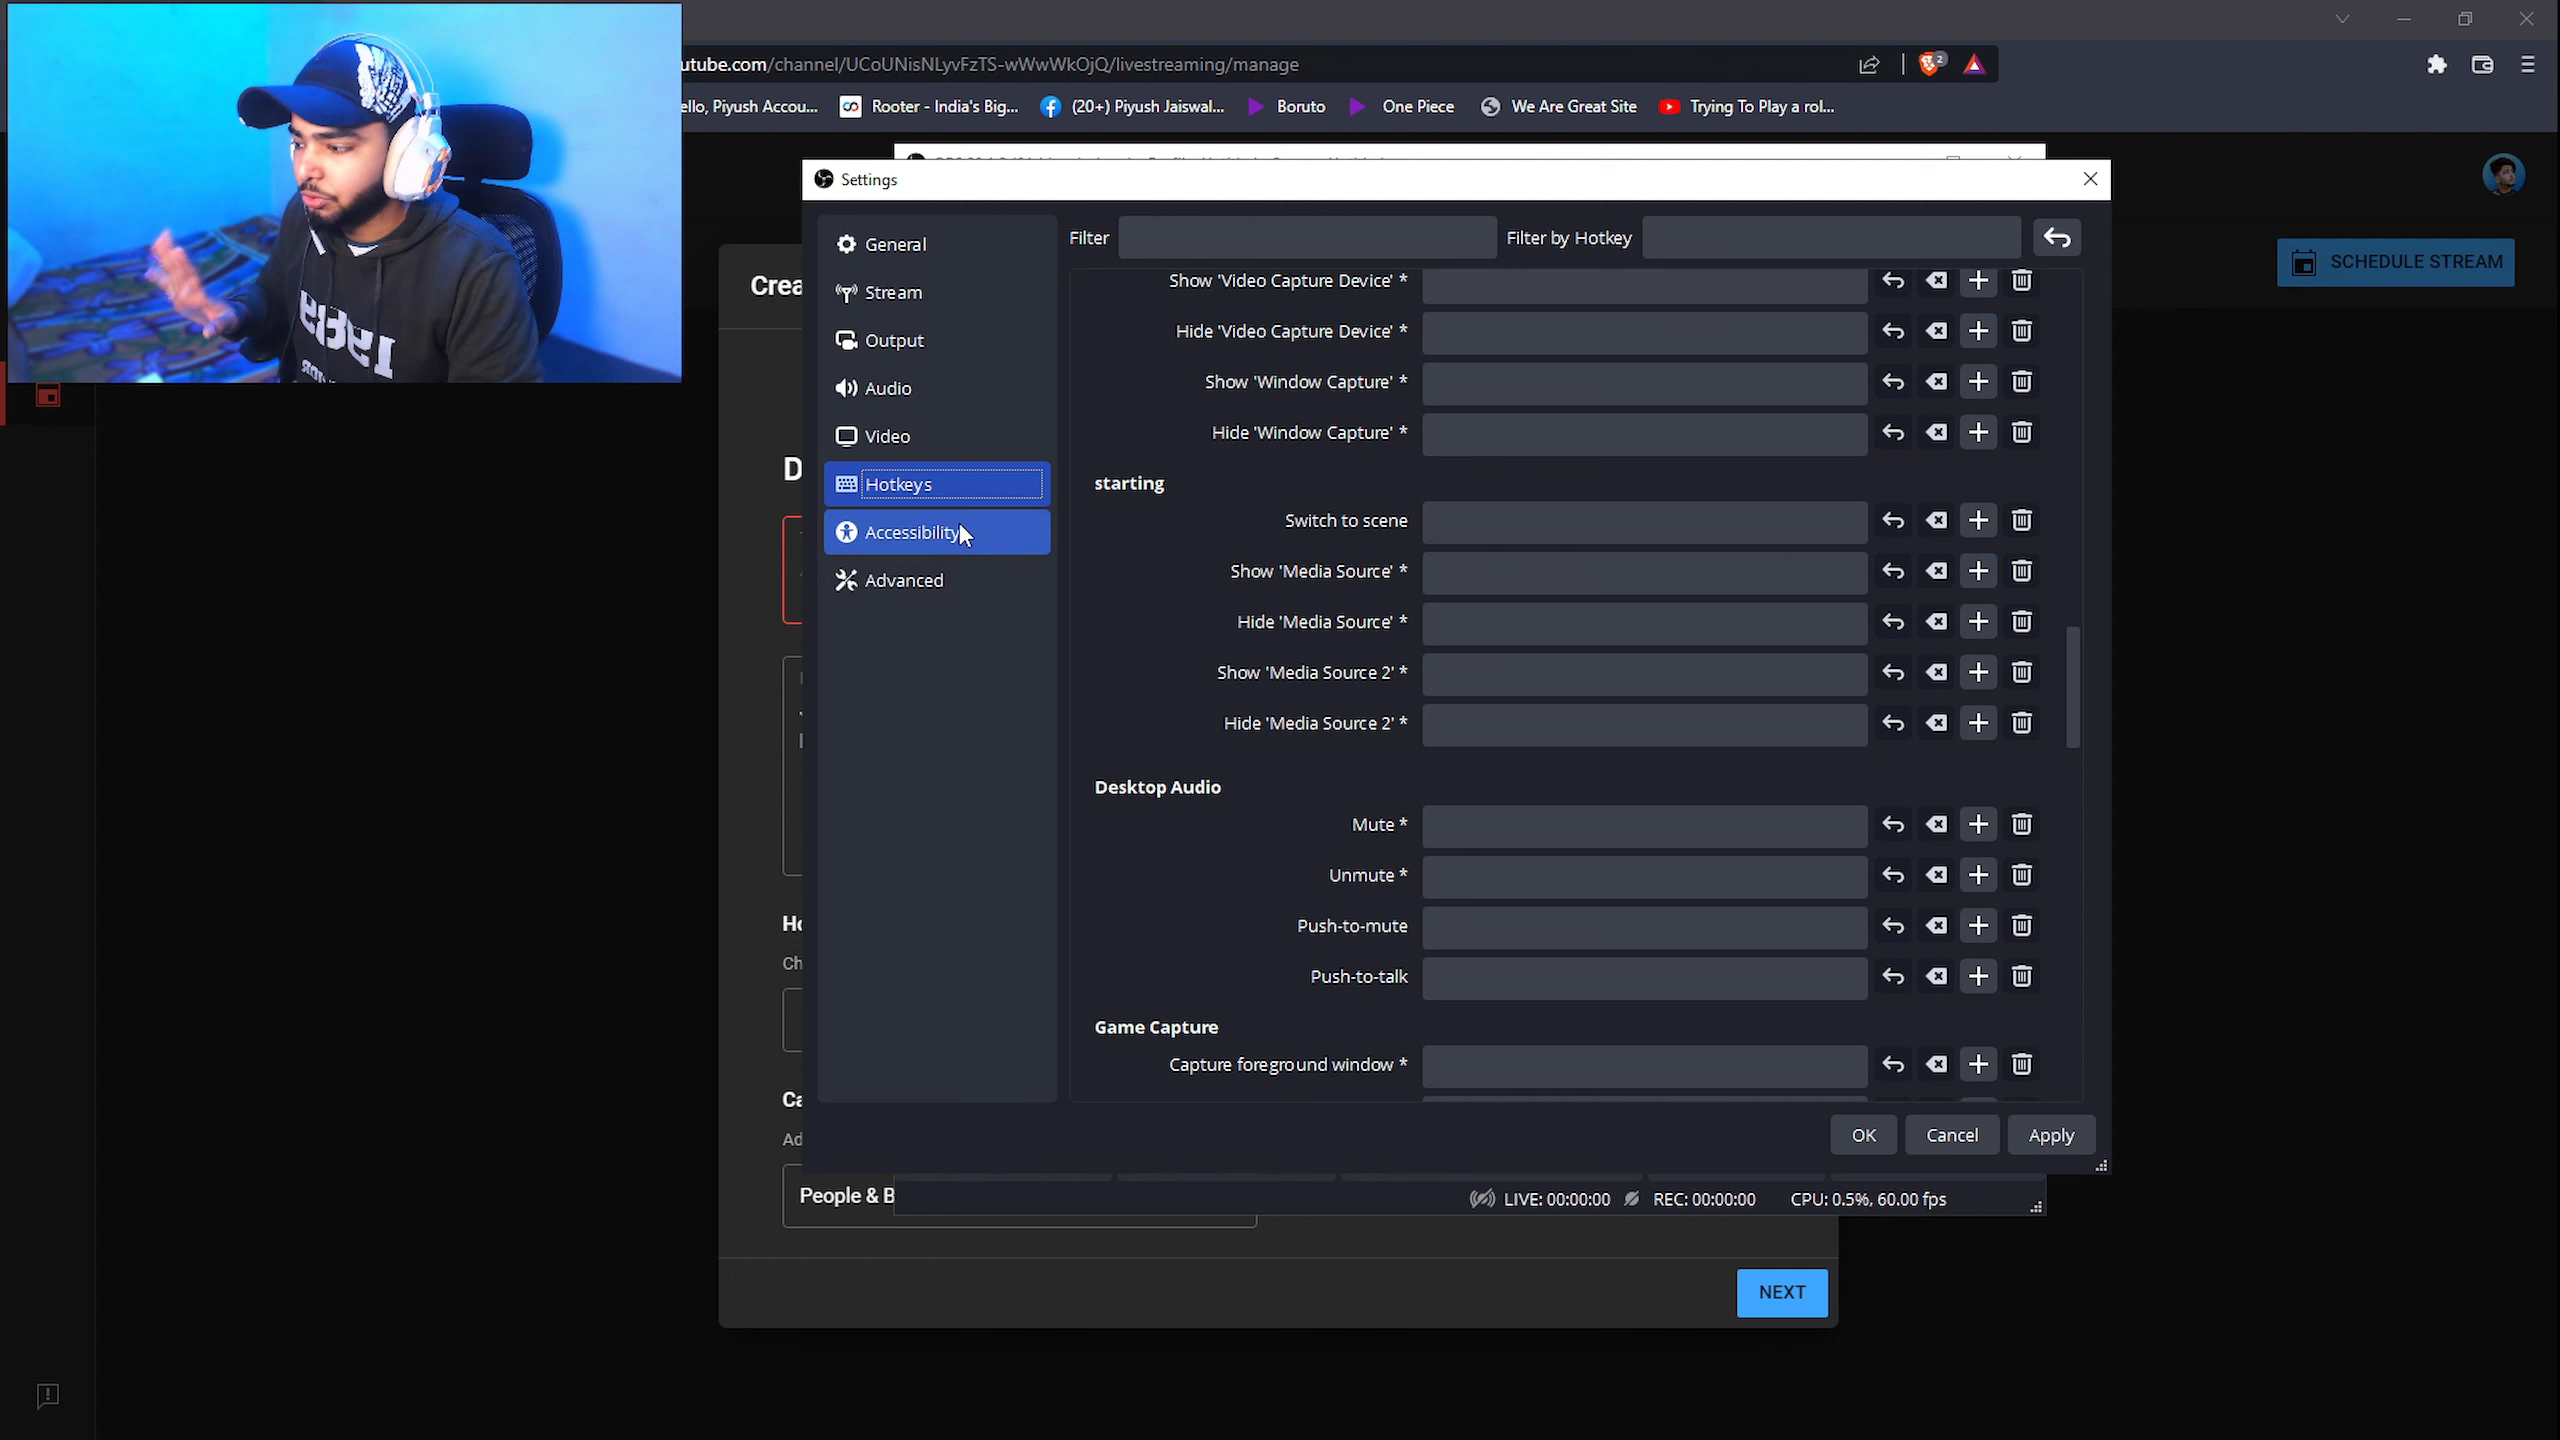 utube.com/channel/UCoUNisNLyvFzTS-wWwWkOjQ/livestreaming/manage
2
ello, Piyush Accou...
Rooter - India's Big...
(20+) Piyush Jaiswal...
Boruto
One Piece
We Are Great Site
Trying To Play a rol...
Settings
SCHEDULE STREAM
Crea
General
Stream
Output
Audio
Video
Hotkeys
Accessibility
Advanced
Filter
Filter by Hotkey
Show 'Video Capture Device' *
Hide 'Video Capture Device' *
Show 'Window Capture' *
Hide 'Window Capture' *
starting
Switch to scene
Show 'Media Source' *
Hide 'Media Source' *
Show 'Media Source 2' *
Hide 'Media Source 2' *
Desktop Audio
Mute *
Unmute *
Push-to-mute
Push-to-talk
Game Capture
Capture foreground window *
OK
Cancel
Apply
D
Ch
Ca
Ad
People & B
LIVE: 00:00:00
REC: 00:00:00
CPU: 0.5%, 60.00 fps
NEXT